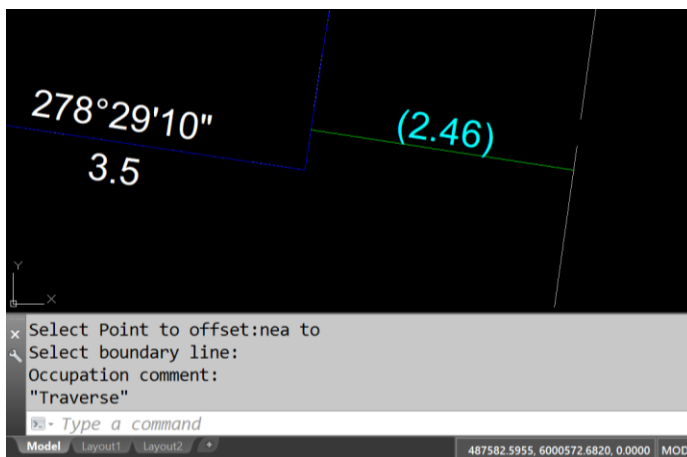 278°29'10"
3.5
(2.46)
Y
X
Select Point to offset:nea to
Select boundary line:
Occupation comment:
"Traverse"
Type a command
Model Layout1 Layout2 +
487582.5955, 6000572.6820, 0.0000 MOD